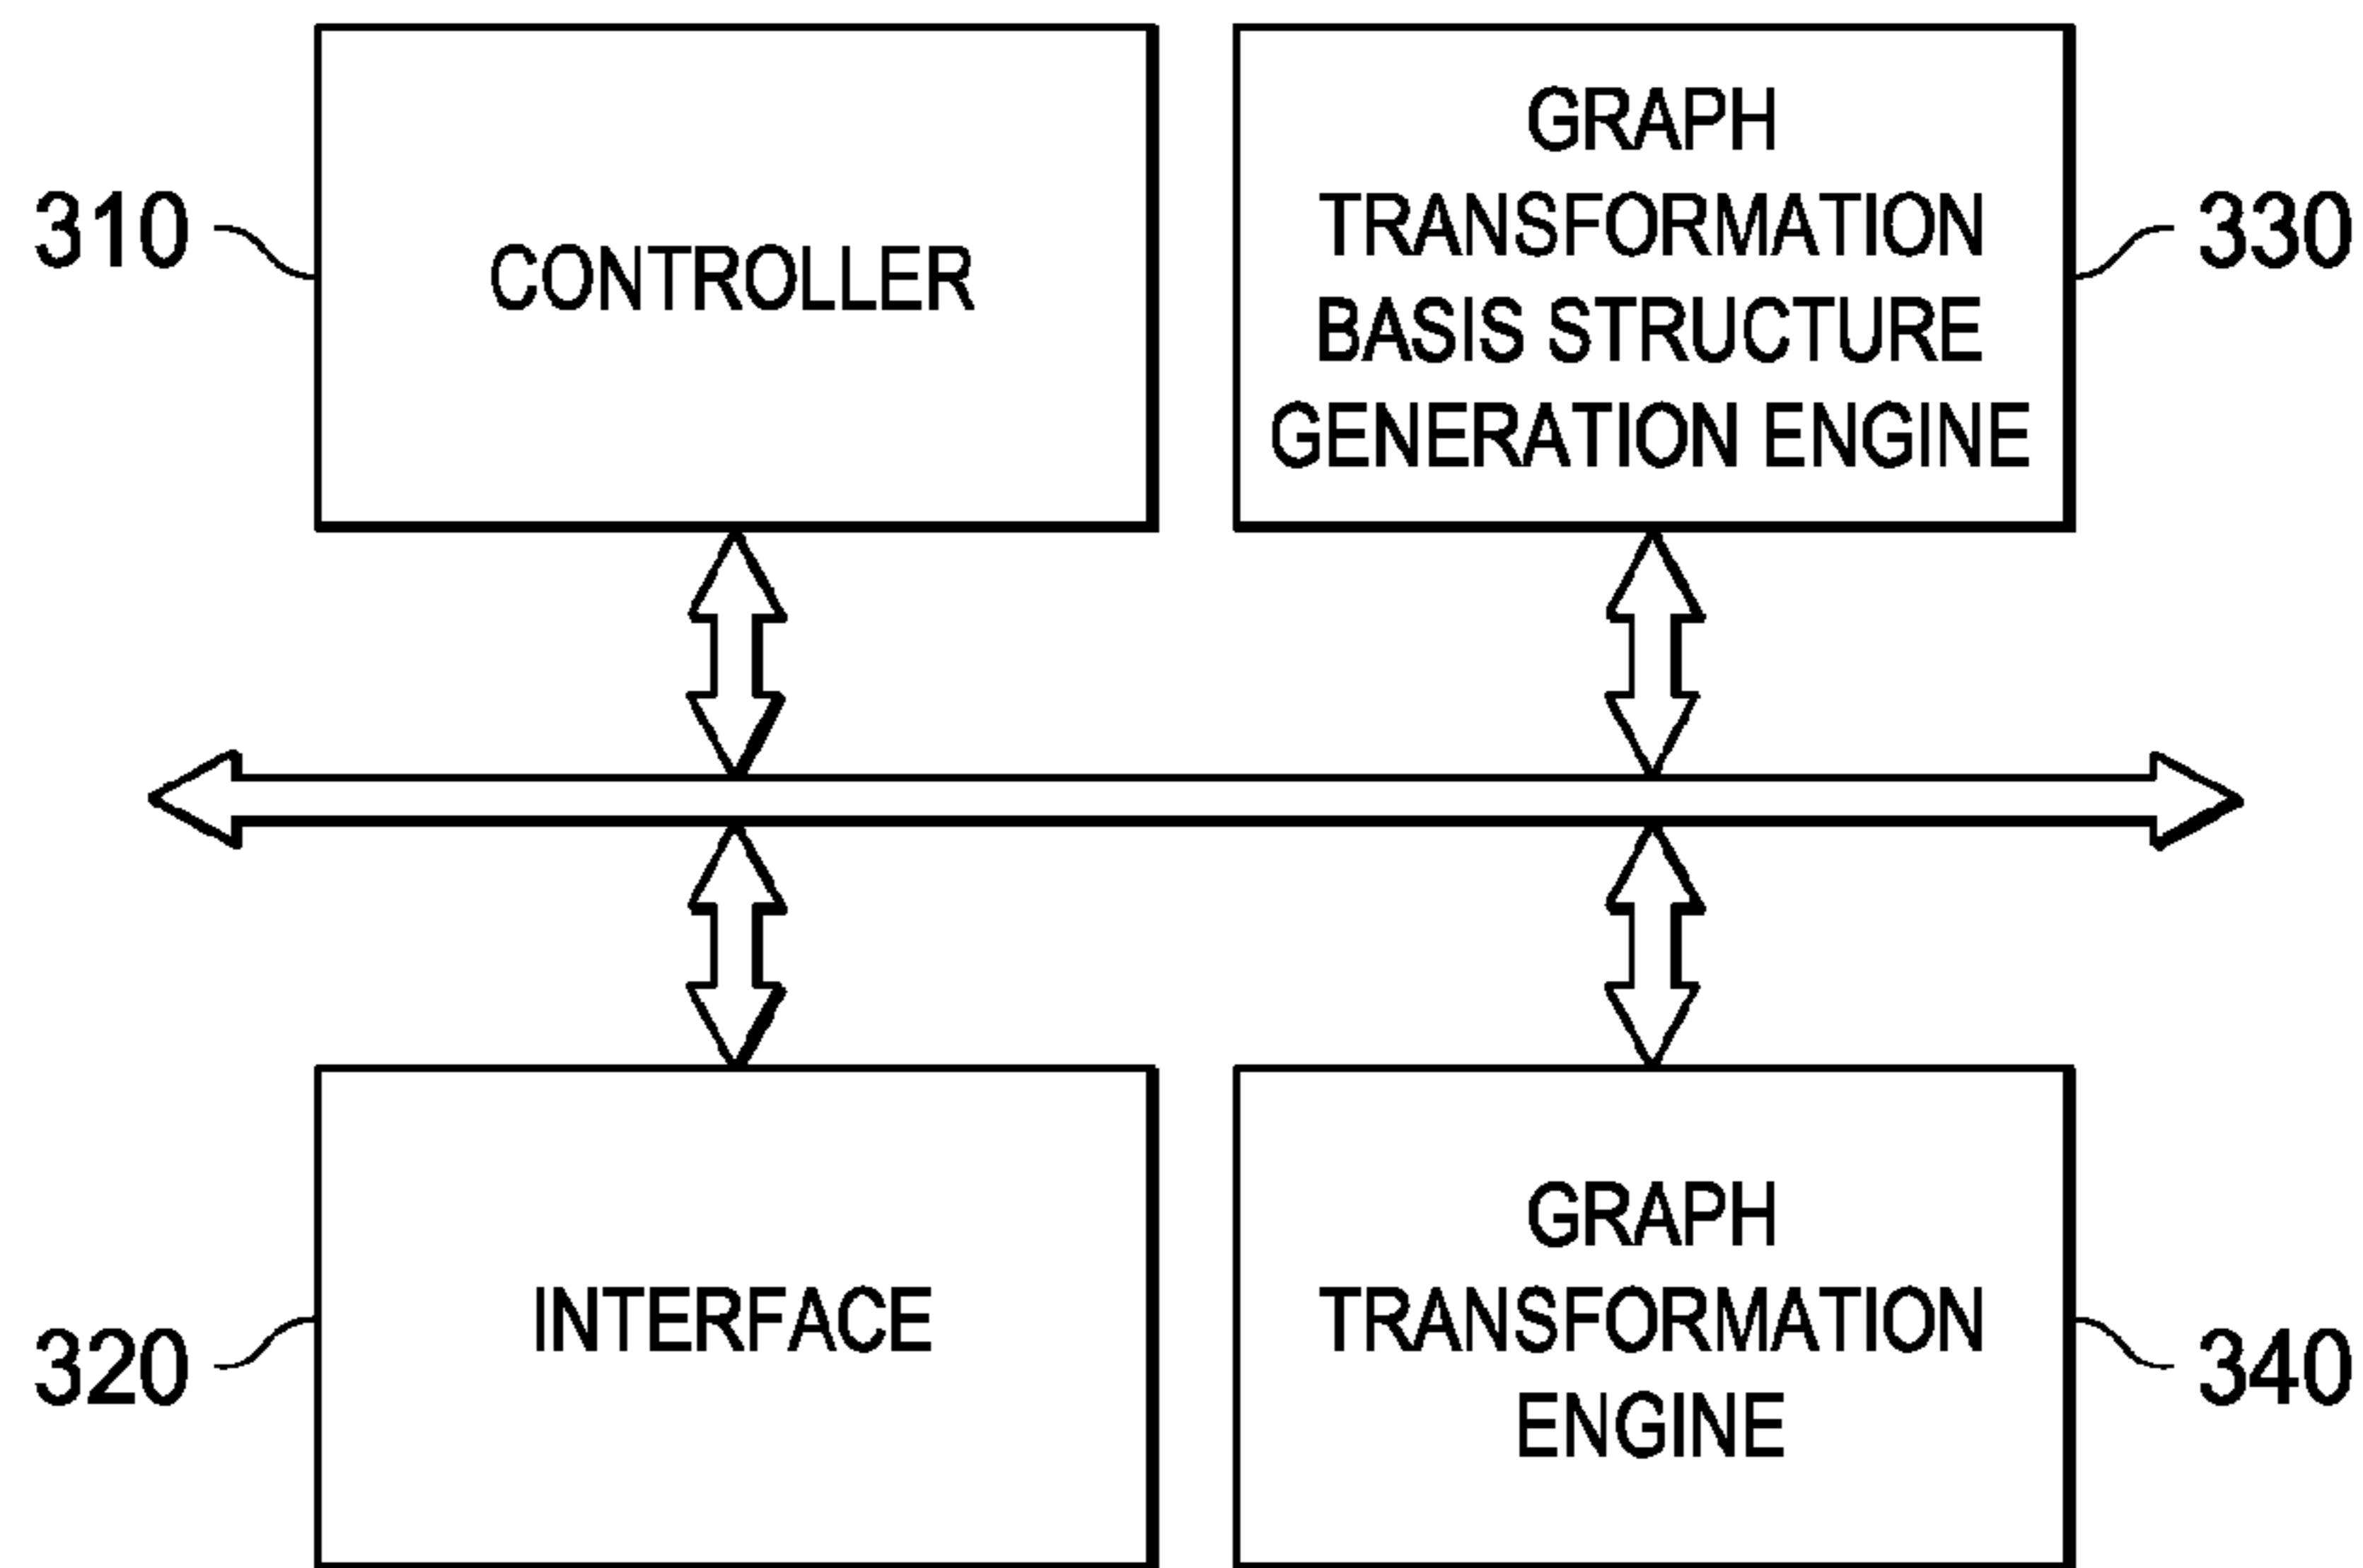 310
CONTROLLER
GRAPH
TRANSFORMATION
BASIS STRUCTURE
GENERATION ENGINE
330
320
INTERFACE
GRAPH
TRANSFORMATION
ENGINE
340